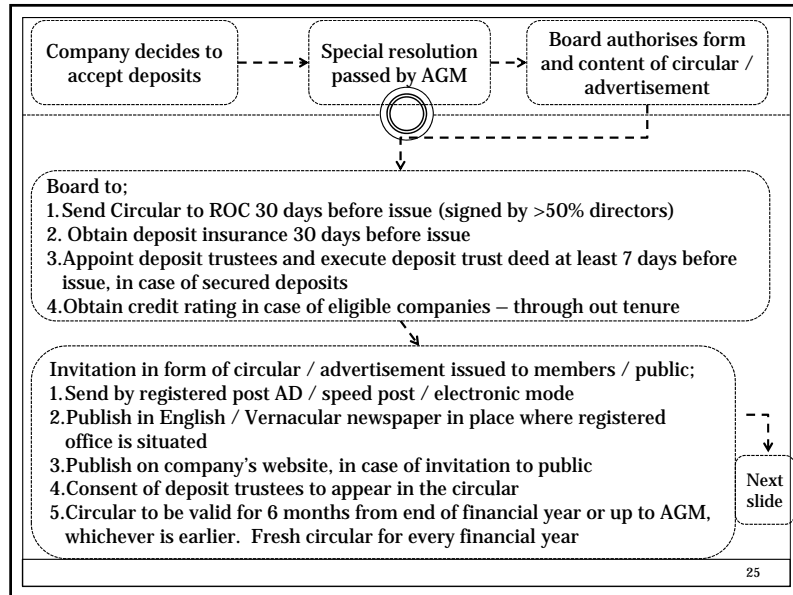 Company decides to
accept deposits
Special resolution
passed by AGM
Board authorises form
and content of circular /
advertisement
Board to;
1.Send Circular to ROC 30 days before issue (signed by >50% directors)
2. Obtain deposit insurance 30 days before issue
3.Appoint deposit trustees and execute deposit trust deed at least 7 days before
issue, in case of secured deposits
4.Obtain credit rating in case of eligible companies – through out tenure
Invitation in form of circular / advertisement issued to members / public;
1.Send by registered post AD / speed post / electronic mode
2.Publish in English / Vernacular newspaper in place where registered
office is situated
3.Publish on company's website, in case of invitation to public
4.Consent of deposit trustees to appear in the circular
5.Circular to be valid for 6 months from end of financial year or up to AGM,
whichever is earlier.  Fresh circular for every financial year
Next
slide
25